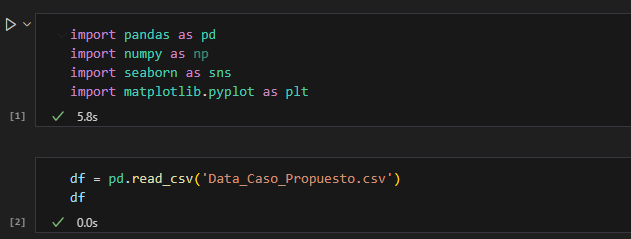 import pandas as pd
import numpy as np
import seaborn as sns
import matplotlib.pyplot as plt
[1]
5.8s
df = pd.read_csv('Data_Caso_Propuesto.csv')
df
[2]
0.0s